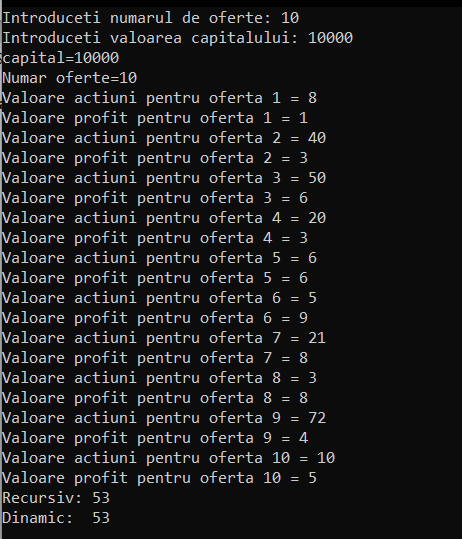 Introduceti numarul de oferte: 10
Introduceti valoarea capitalului: 10000
capital=10000
Numar oferte=10
Valoare actiuni pentru oferta 1 = 8
Valoare profit pentru oferta 1 = 1
Valoare actiuni pentru oferta 2 = 40
Valoare profit pentru oferta 2 = 3
Valoare actiuni pentru oferta 3 = 50
Valoare profit pentru oferta 3 = 6
Valoare actiuni pentru oferta 4 = 20
Valoare profit pentru oferta 4 = 3
Valoare actiuni pentru oferta 5 = 6
Valoare profit pentru oferta 5 = 6
Valoare actiuni pentru oferta 6 = 5
Valoare profit pentru oferta 6 = 9
Valoare actiuni pentru oferta 7 = 21
Valoare profit pentru oferta 7 = 8
Valoare actiuni pentru oferta 8 = 3
Valoare profit pentru oferta 8 = 8
Valoare actiuni pentru oferta 9 = 72
Valoare profit pentru oferta 9 = 4
Valoare actiuni pentru oferta 10 = 10
Valoare profit pentru oferta 10 = 5
Recursiv: 53
Dinamic:  53